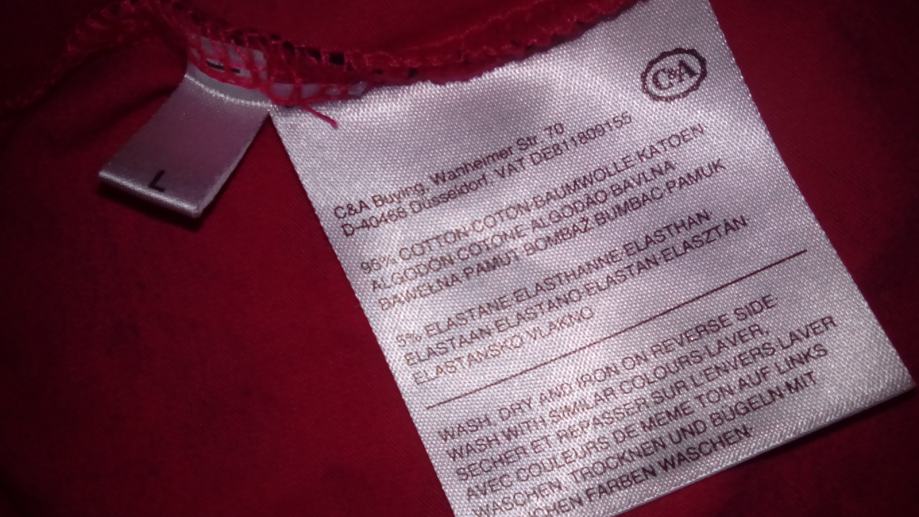 L
C&A
C&A Buying, Wanheimer Str. 70
D-40468 Düsseldorf, VAT DE811809155
95% COTTON-COTON-BAUMWOLLE-KATOEN
ALGODON COTONE ALGODÃO BAVLNA
BAWEŁNA PAMUT BOMBAŽ BUMBAC-PAMUK
5% ELASTANE-ELASTHANNE-ELASTHAN
ELASTAAN-ELASTANO-ELASTAN-ELASZTÁN
ELASTANSKO VLAKNO
WASH, DRY AND IRON ON REVERSE SIDE-
WASH WITH SIMILAR COLOURS-LAVER,
SECHER ET REPASSER SUR L'ENVERS LAVER
AVEC COULEURS DE MEME TON AUF LINKS
WASCHEN, TROCKNEN UND BÜGELN-MIT
FARBEN WASCHEN-